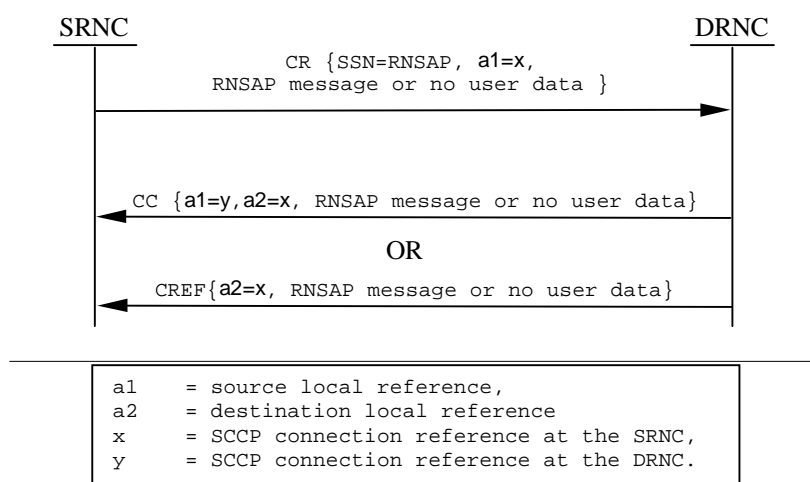 SRNC DRNC
CR {SSN=RNSAP, a1=x,
RNSAP message or no user data }
CC {a1=y,a2=x, RNSAP message or no user data}
OR
CREF{a2=x, RNSAP message or no user data}
a1 = source local reference,
a2 = destination local reference
x = SCCP connection reference at the SRNC,
y = SCCP connection reference at the DRNC.